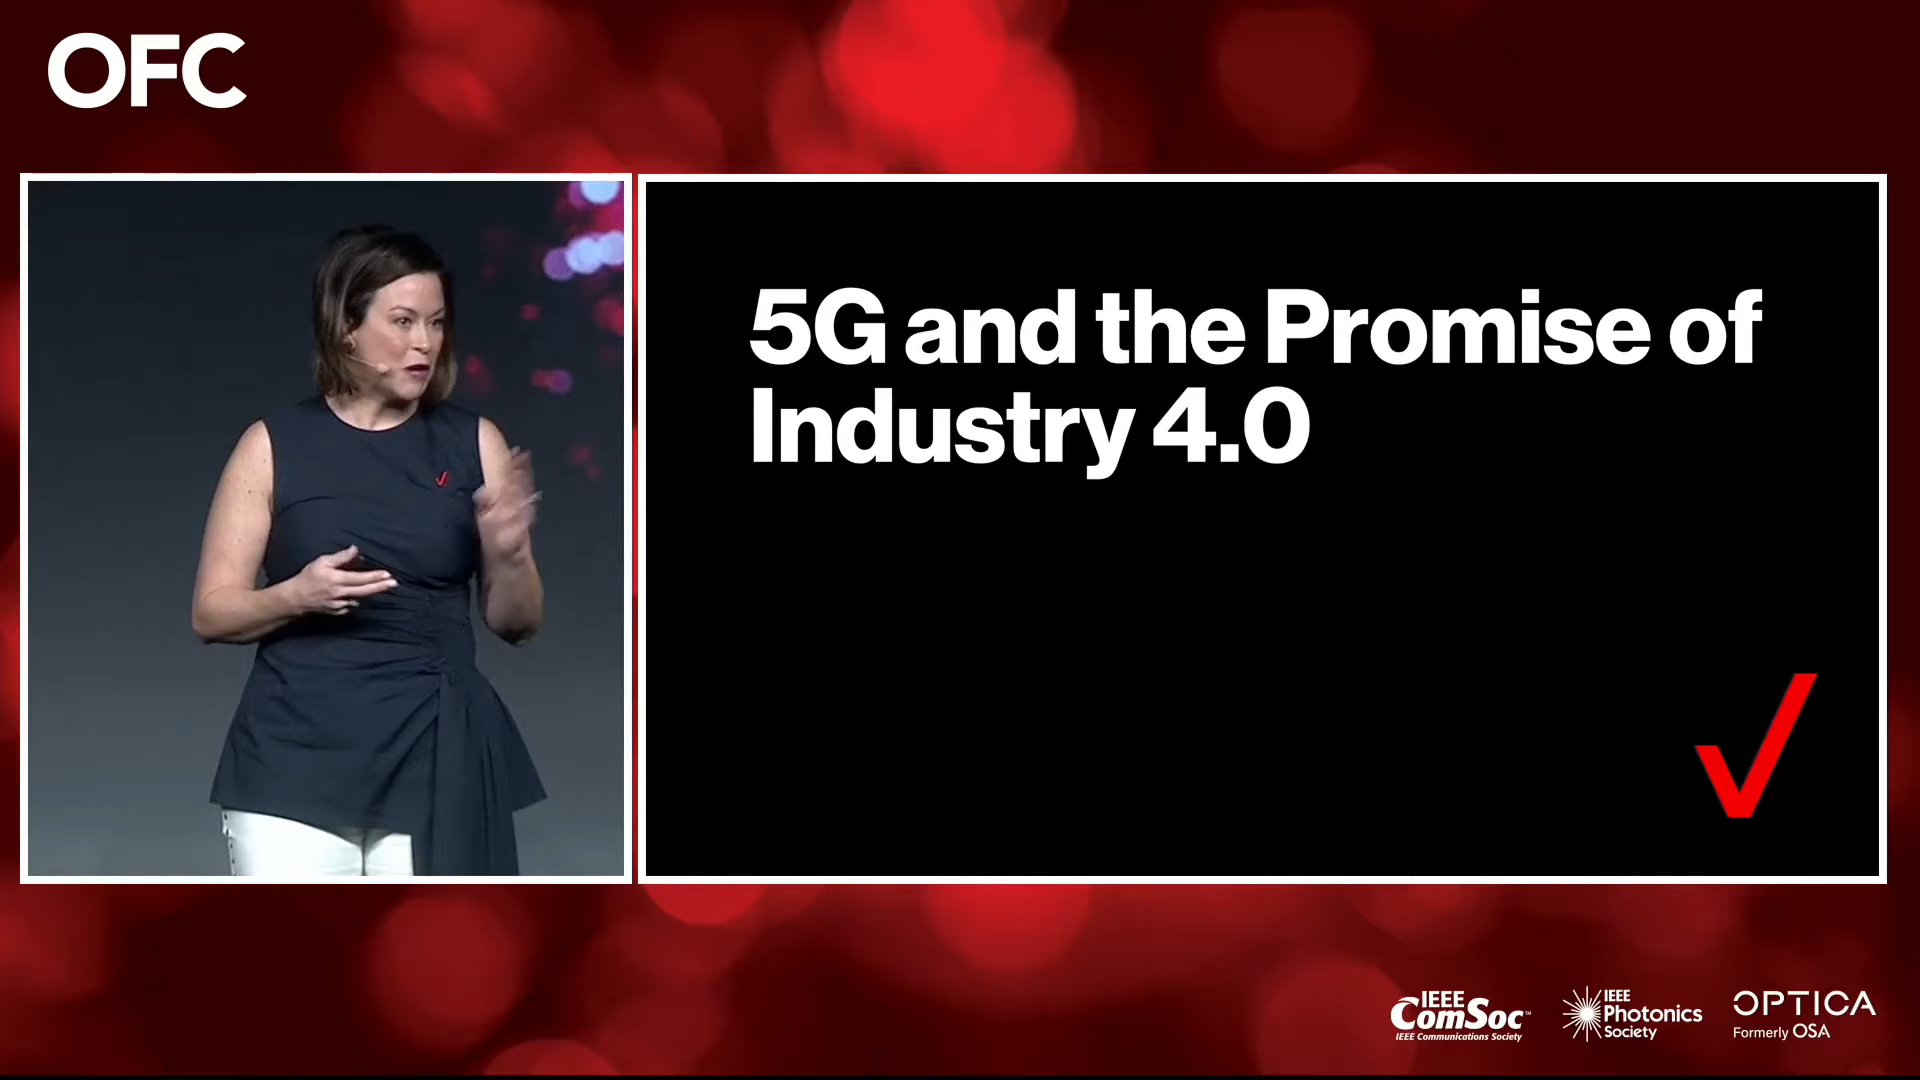 OFC
5G and the Promise of
Industry 4.0
IEEE
ComSoc™
IEEE Communications Society
IEEE
Photonics
Society
OPTICA
Formerly OSA